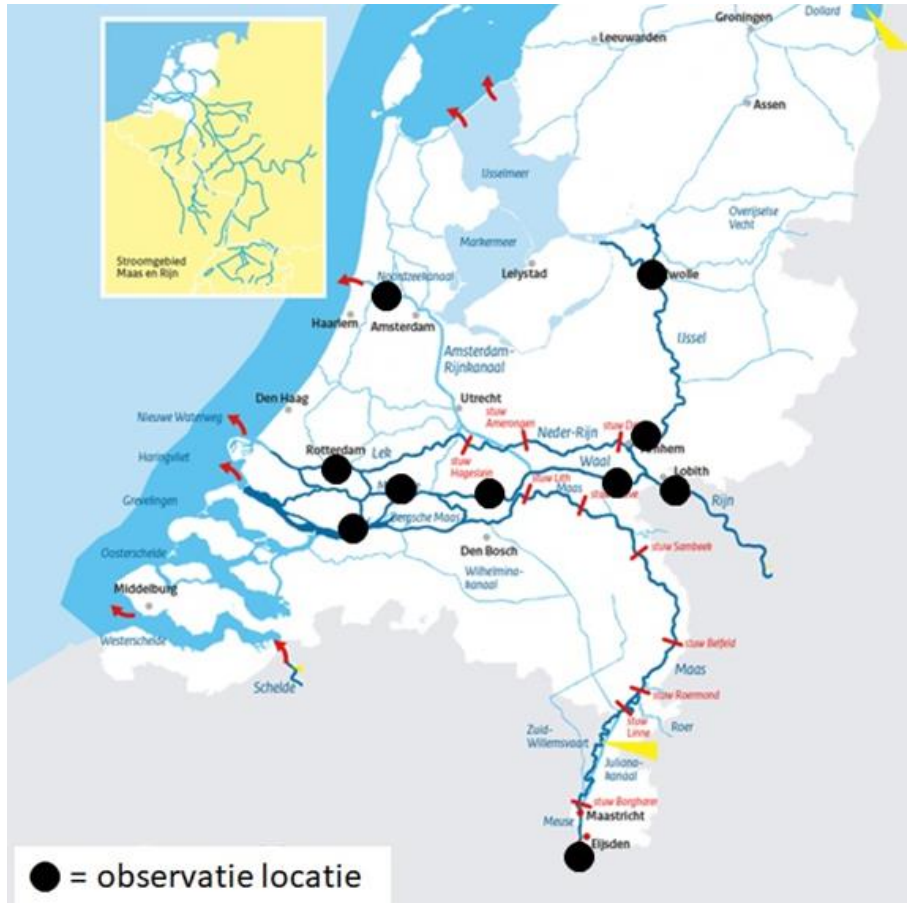 Dollard
Groningen
Leeuwarden
Assen
IJsselmeer
Overijselse
Vecht
Stroomgebied
Maas en Rijn
Markermeer
Lelystad
Noordzeekanaal
Haarlem
Amsterdam
IJssel
Amsterdam-
Rijnkanaal
Den Haag
Utrecht
Nieuwe Waterweg
stuw
Amerongen
Neder-Rijn
Rotterdam
Lek
stuw
Hagestein
Waal
Lobith
Haringvliet
stuw Lith
Maas
Rijn
Grevelingen
Bergsche Maas
Oosterschelde
Den Bosch
stuw Sambeek
Wilhelmina-
kanaal
Middelburg
Westerschelde
stuw Belfeld
Maas
Schelde
stuw Roermond
Roer
stuw
Linne
Zuid-
Willemsvaart
Juliana-
kanaal
stuw Borgharen
Maastricht
Meuse
Eijsden
= observatie locatie